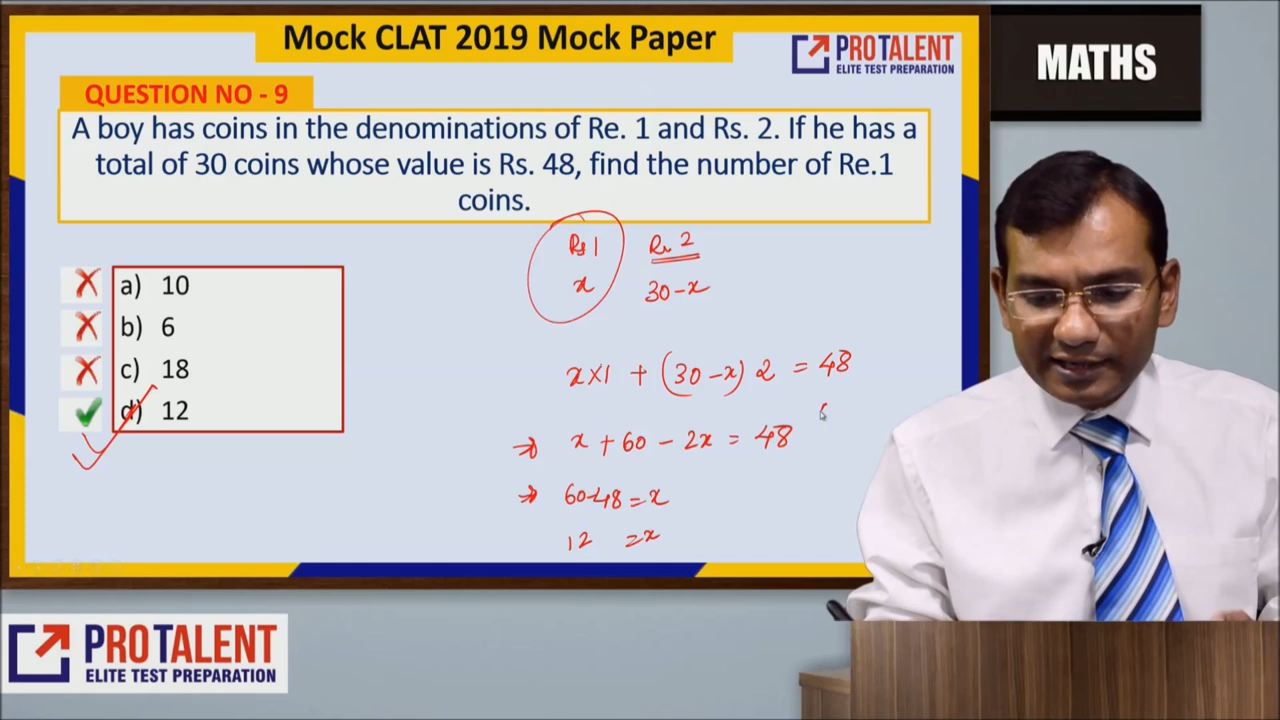 Mock CLAT 2019 Mock Paper
PROTALENT
ELITE TEST PREPARATION
MATHS
QUESTION NO - 9
A boy has coins in the denominations of Re. 1 and Rs. 2. If he has a
total of 30 coins whose value is Rs. 48, find the number of Re.1
coins.
Rs 1 Rs 2
x 30-x
a) 10
b) 6
c) 18
d) 12
x×1 + (30-x) 2 = 48
⇒ x + 60 - 2x = 48
⇒ 60-48 = x
12 = x
PROTALENT
ELITE TEST PREPARATION